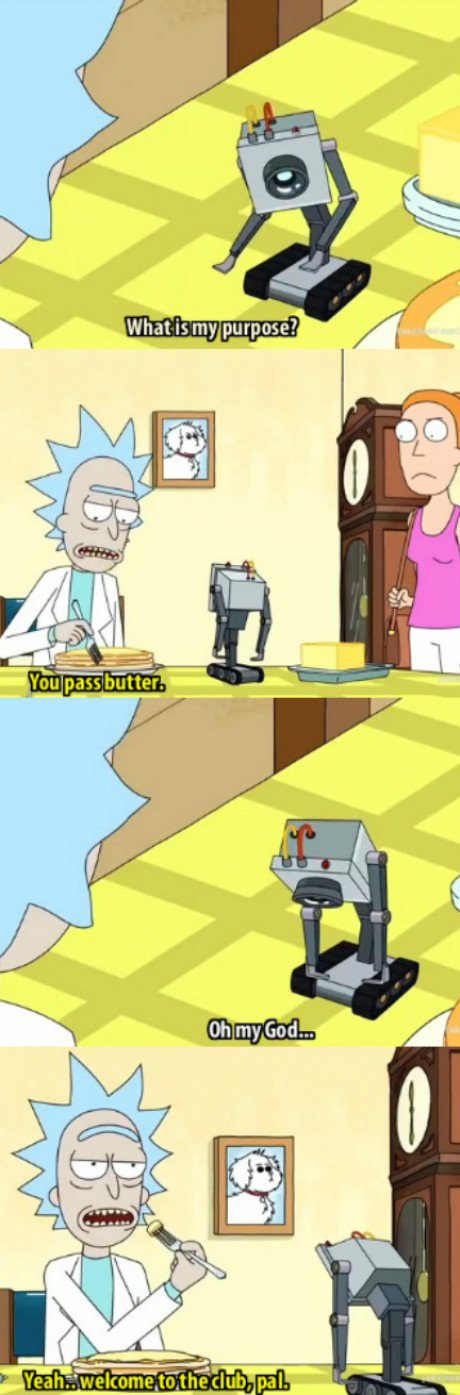 What is my purpose?
You pass butter.
Oh my God...
Yeah.. welcome to the club, pal.